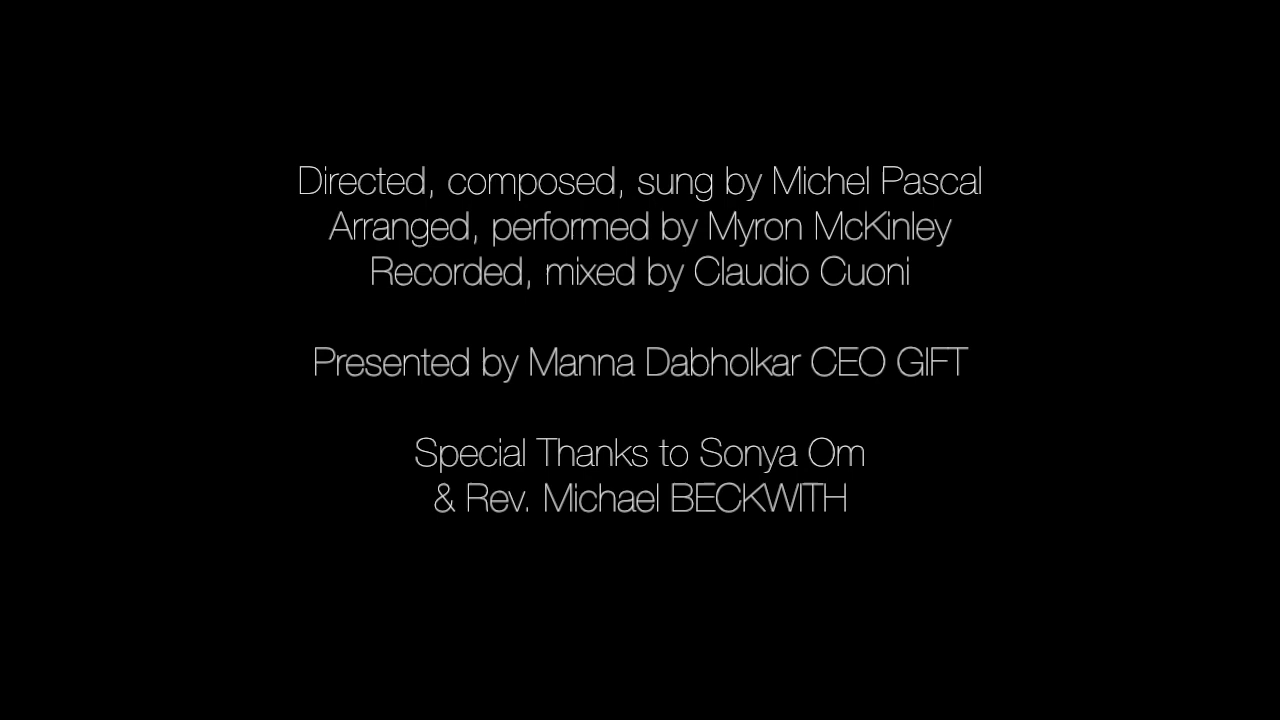 Directed, composed, sung by Michel Pascal
Arranged, performed by Myron McKinley
Recorded, mixed by Claudio Cuoni
Presented by Manna Dabholkar CEO GIFT
Special Thanks to Sonya Om
& Rev. Michael BECKWITH